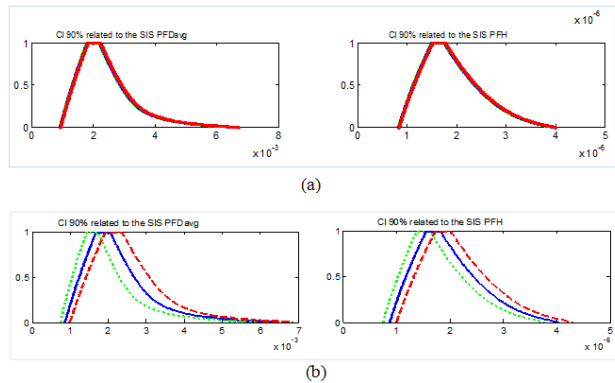 x 10^-6
CI 90% related to the SIS PFDavg
CI 90% related to the SIS PFH
1
0.5
0
0 2 4 6 8
x 10^-3
1
0.5
0
0 1 2 3 4 5
x 10^-6
(a)
CI 90% related to the SIS PFDavg
CI 90% related to the SIS PFH
1
0.5
0
0 1 2 3 4 5 6 7
x 10^-3
1
0.5
0
0 1 2 3 4 5
x 10^-6
(b)